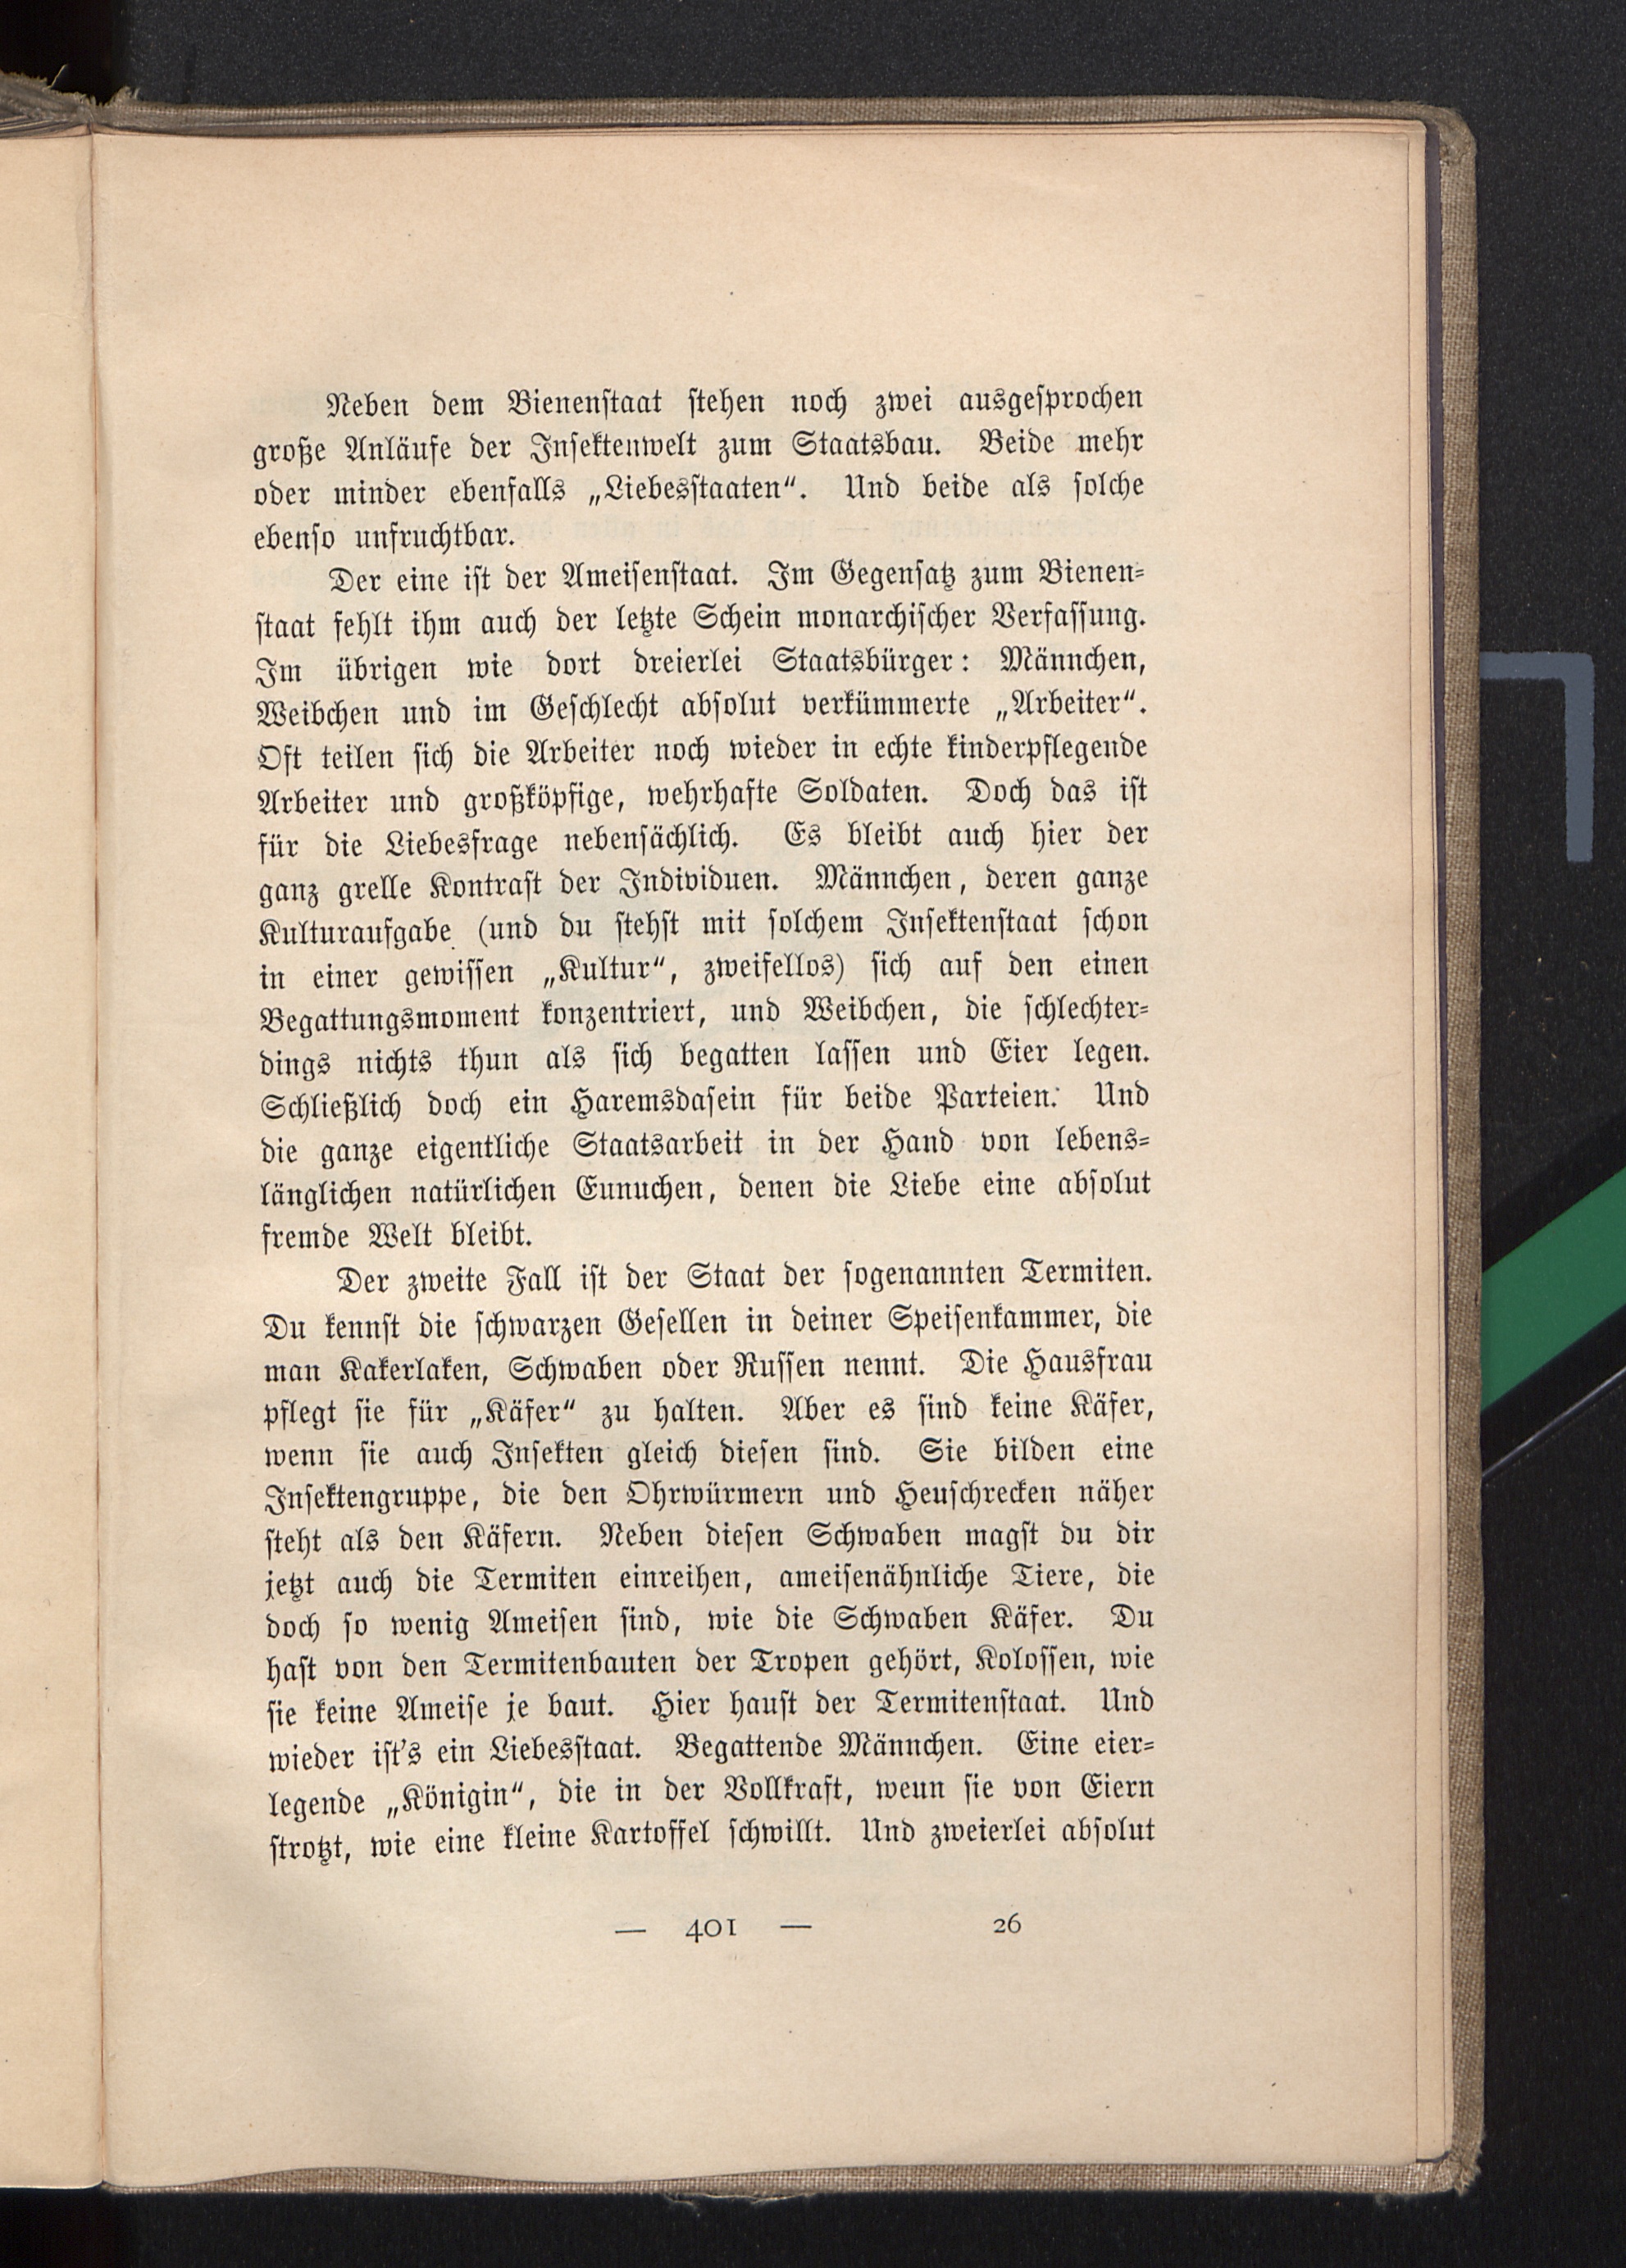 Neben dem Bienenstaat stehen noch zwei ausgesprochen
große Anläufe der Insektenwelt zum Staatsbau. Beide mehr
oder minder ebenfalls „Liebesstaaten“. Und beide als solche
ebenso unfruchtbar.
Der eine ist der Ameisenstaat. Im Gegensatz zum Bienen-
staat fehlt ihm auch der letzte Schein monarchischer Verfassung.
Im übrigen wie dort dreierlei Staatsbürger: Männchen,
Weibchen und im Geschlecht absolut verkümmerte „Arbeiter“.
Oft teilen sich die Arbeiter noch wieder in echte kinderpflegende
Arbeiter und großköpfige, wehrhafte Soldaten. Doch das ist
für die Liebesfrage nebensächlich. Es bleibt auch hier der
ganz grelle Kontrast der Individuen. Männchen, deren ganze
Kulturaufgabe (und du stehst mit solchem Insektenstaat schon
in einer gewissen „Kultur“, zweifellos) sich auf den einen
Begattungsmoment konzentriert, und Weibchen, die schlechter-
dings nichts thun als sich begatten lassen und Eier legen.
Schließlich doch ein Haremsdasein für beide Parteien. Und
die ganze eigentliche Staatsarbeit in der Hand von lebens-
länglichen natürlichen Eunuchen, denen die Liebe eine absolut
fremde Welt bleibt.
Der zweite Fall ist der Staat der sogenannten Termiten.
Du kennst die schwarzen Gesellen in deiner Speisenkammer, die
man Kakerlaken, Schwaben oder Russen nennt. Die Hausfrau
pflegt sie für „Käfer“ zu halten. Aber es sind keine Käfer,
wenn sie auch Insekten gleich diesen sind. Sie bilden eine
Insektengruppe, die den Ohrwürmern und Heuschrecken näher
steht als den Käfern. Neben diesen Schwaben magst du dir
jetzt auch die Termiten einreihen, ameisenähnliche Tiere, die
doch so wenig Ameisen sind, wie die Schwaben Käfer. Du
hast von den Termitenbauten der Tropen gehört, Kolossen, wie
sie keine Ameise je baut. Hier haust der Termitenstaat. Und
wieder ist's ein Liebesstaat. Begattende Männchen. Eine eier-
legende „Königin“, die in der Vollkraft, wenn sie von Eiern
strotzt, wie eine kleine Kartoffel schwillt. Und zweierlei absolut
— 401 — 26